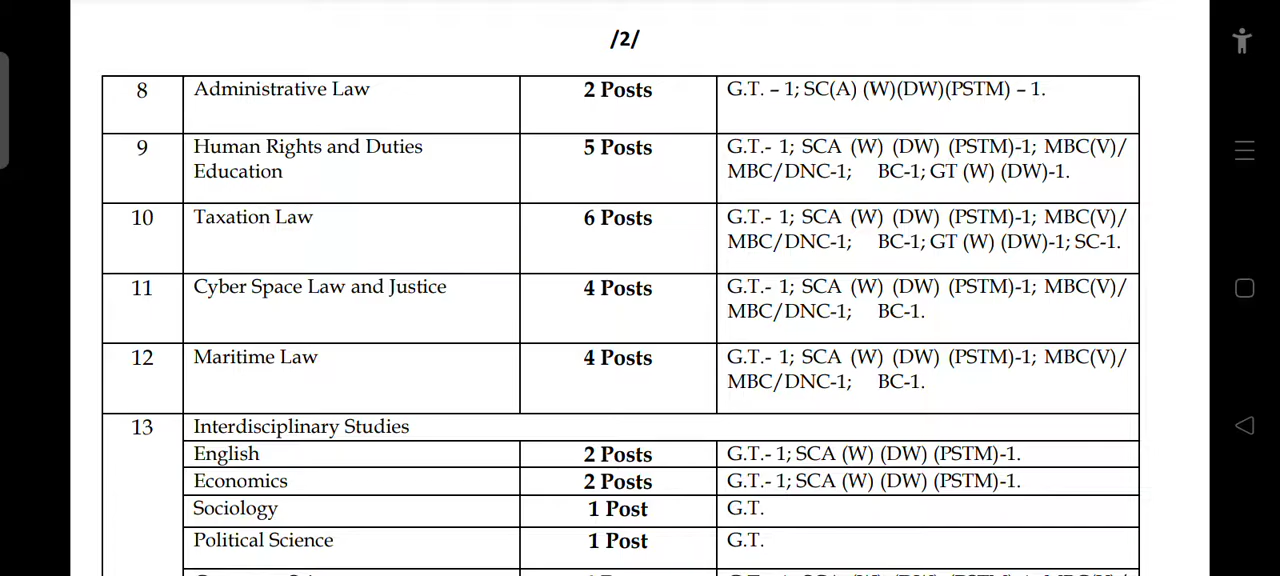 /2/
8 Administrative Law 2 Posts G.T. – 1; SC(A) (W)(DW)(PSTM) – 1.
9 Human Rights and Duties 5 Posts G.T.- 1; SCA (W) (DW) (PSTM)-1; MBC(V)/
Education MBC/DNC-1; BC-1; GT (W) (DW)-1.
10 Taxation Law 6 Posts G.T.- 1; SCA (W) (DW) (PSTM)-1; MBC(V)/
MBC/DNC-1; BC-1; GT (W) (DW)-1; SC-1.
11 Cyber Space Law and Justice 4 Posts G.T.- 1; SCA (W) (DW) (PSTM)-1; MBC(V)/
MBC/DNC-1; BC-1.
12 Maritime Law 4 Posts G.T.- 1; SCA (W) (DW) (PSTM)-1; MBC(V)/
MBC/DNC-1; BC-1.
13 Interdisciplinary Studies
English 2 Posts G.T.- 1; SCA (W) (DW) (PSTM)-1.
Economics 2 Posts G.T.- 1; SCA (W) (DW) (PSTM)-1.
Sociology 1 Post G.T.
Political Science 1 Post G.T.